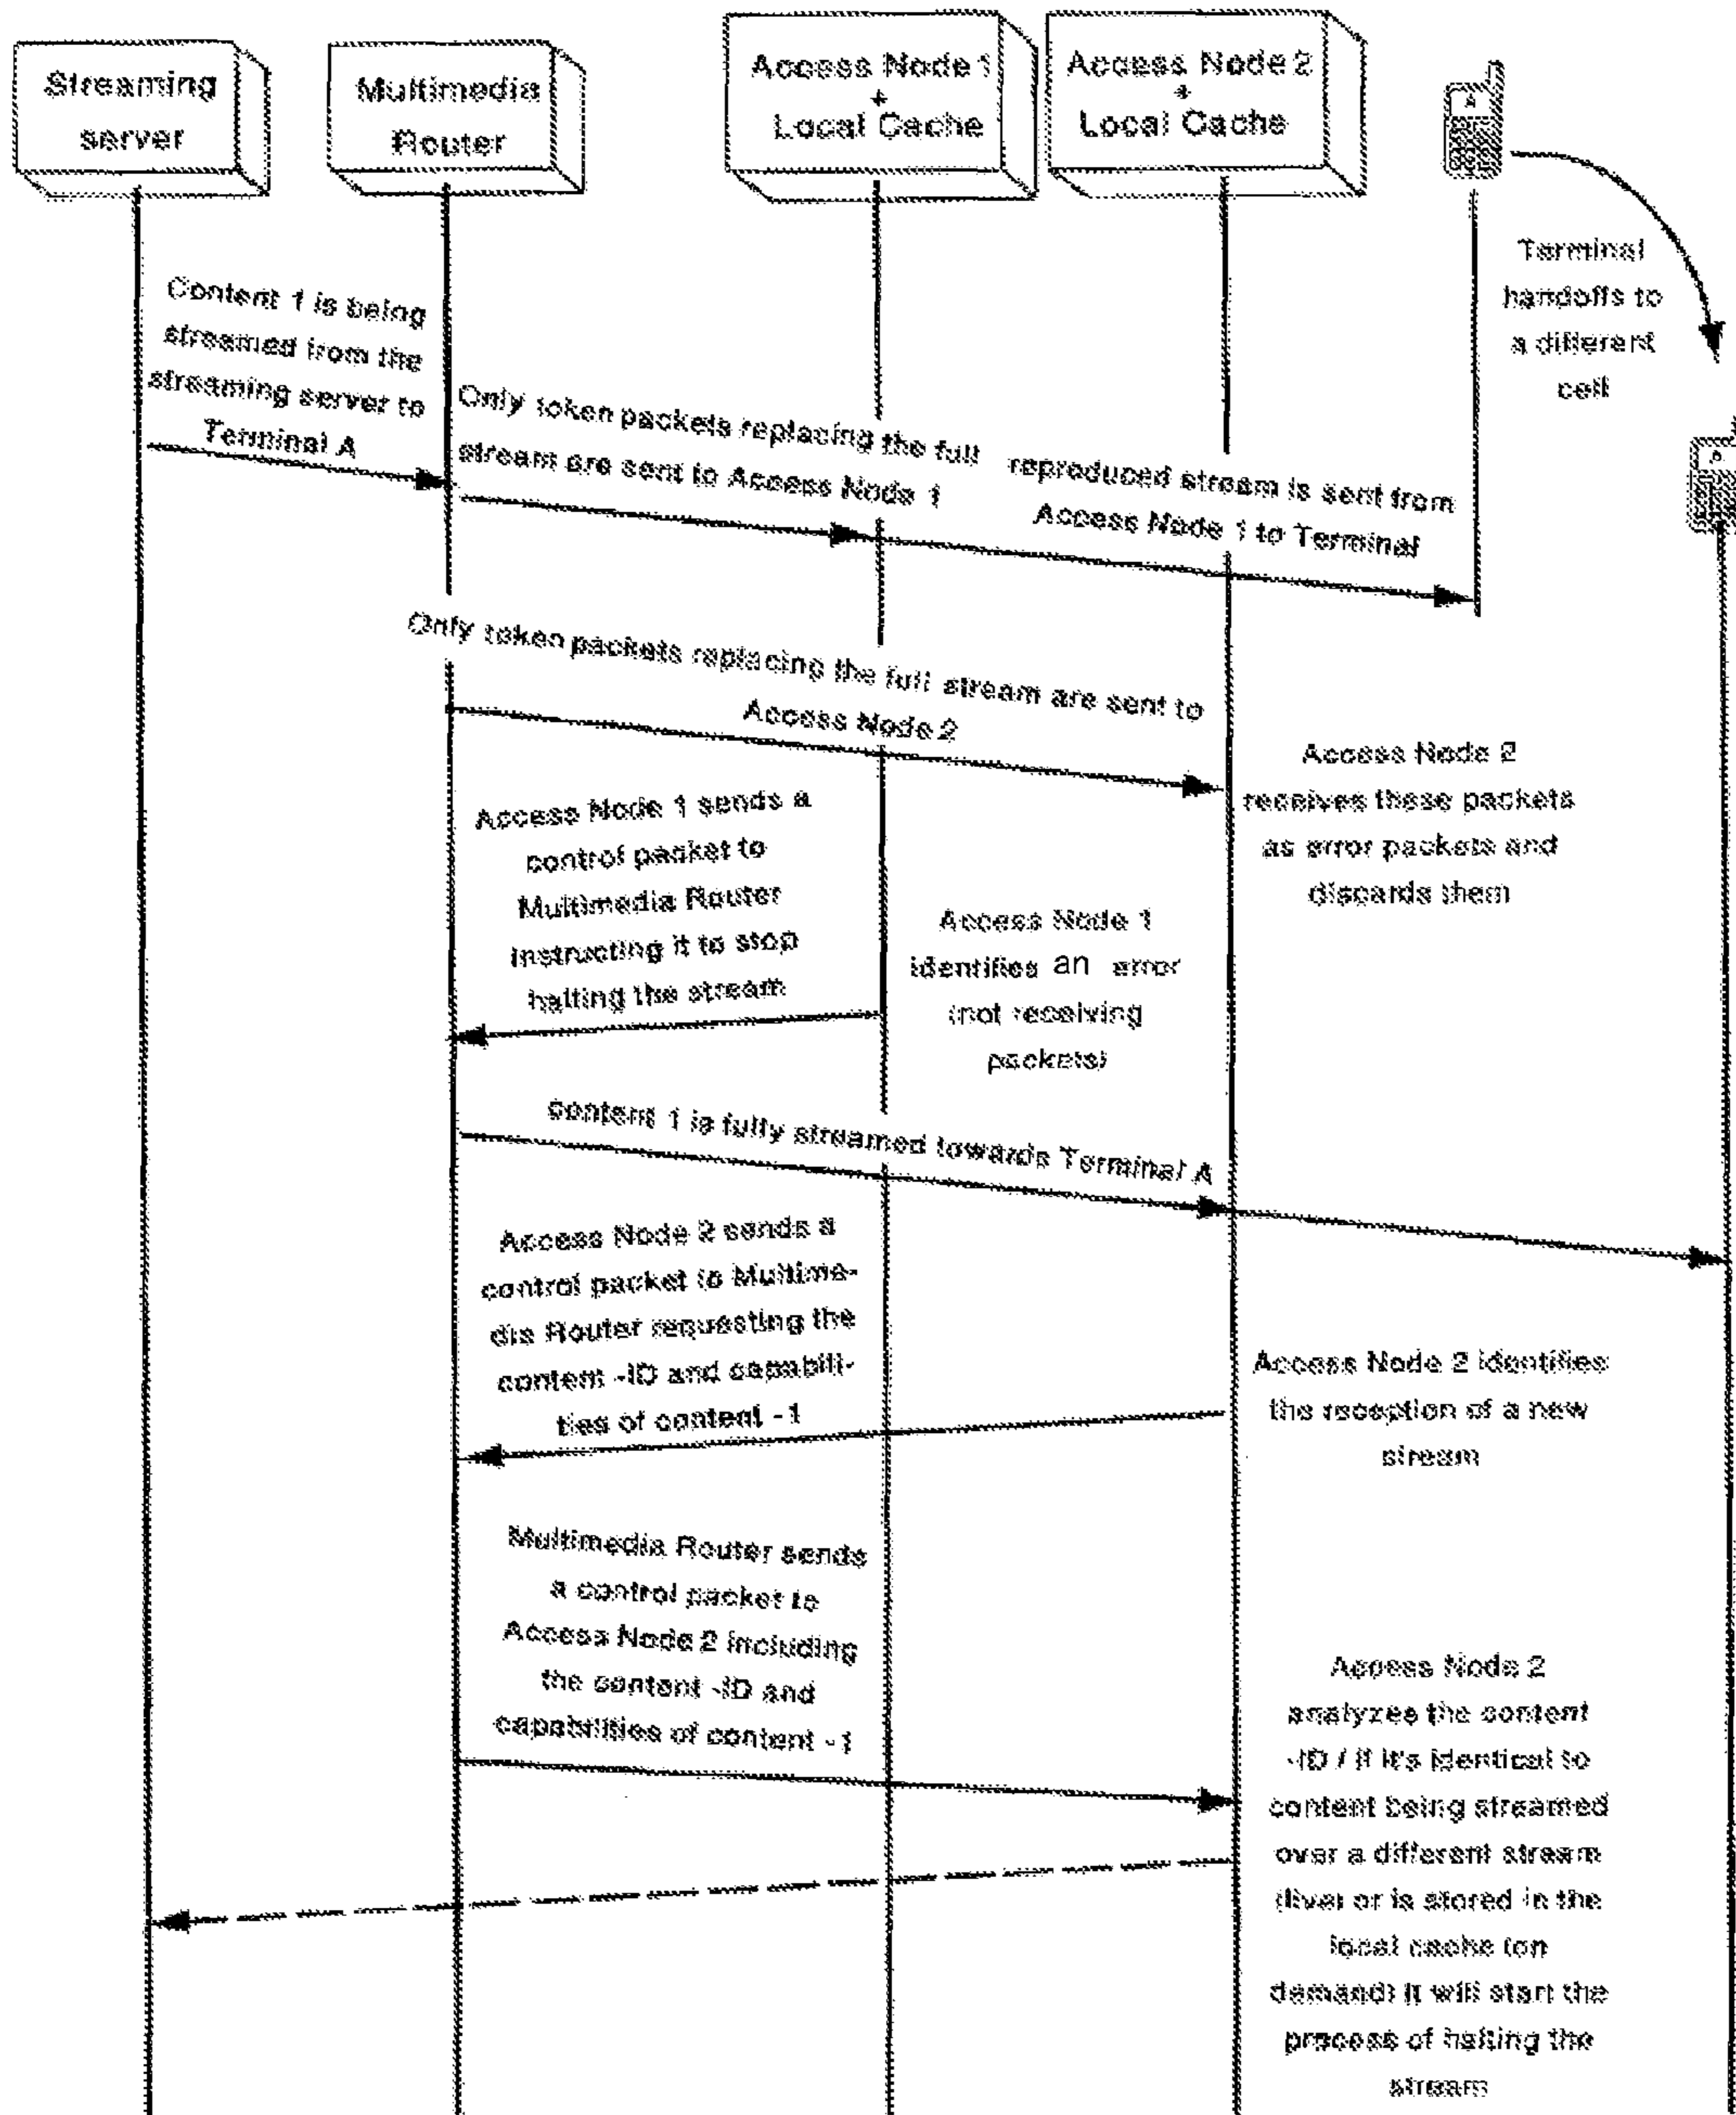 Streaming
server
Multimedia
Router
Access Node 1
+
Local Cache
Access Node 2
+
Local Cache
A
Terminal
handoffs to
a different
cell
A
Content 1 is being
streamed from the
streaming server to
Terminal A
Only token packets replacing the full
stream are sent to Access Node 1
reproduced stream is sent from
Access Node 1 to Terminal
Only token packets replacing the full stream are sent to
Access Node 2
Access Node 2
receives these packets
as error packets and
discards them
Access Node 1 sends a
control packet to
Multimedia Router
instructing it to stop
halting the stream
Access Node 1
identifies an error
(not receiving
packets)
content 1 is fully streamed towards Terminal A
Access Node 2 sends a
control packet to Multime-
dia Router requesting the
content -ID and capabili-
ties of content -1
Access Node 2 identifies
the reception of a new
stream
Multimedia Router sends
a control packet to
Access Node 2 including
the content -ID and
capabilities of content -1
Access Node 2
analyzes the content
-ID / if it's identical to
content being streamed
over a different stream
(live) or is stored in the
local cache (on
demand) it will start the
process of halting the
stream